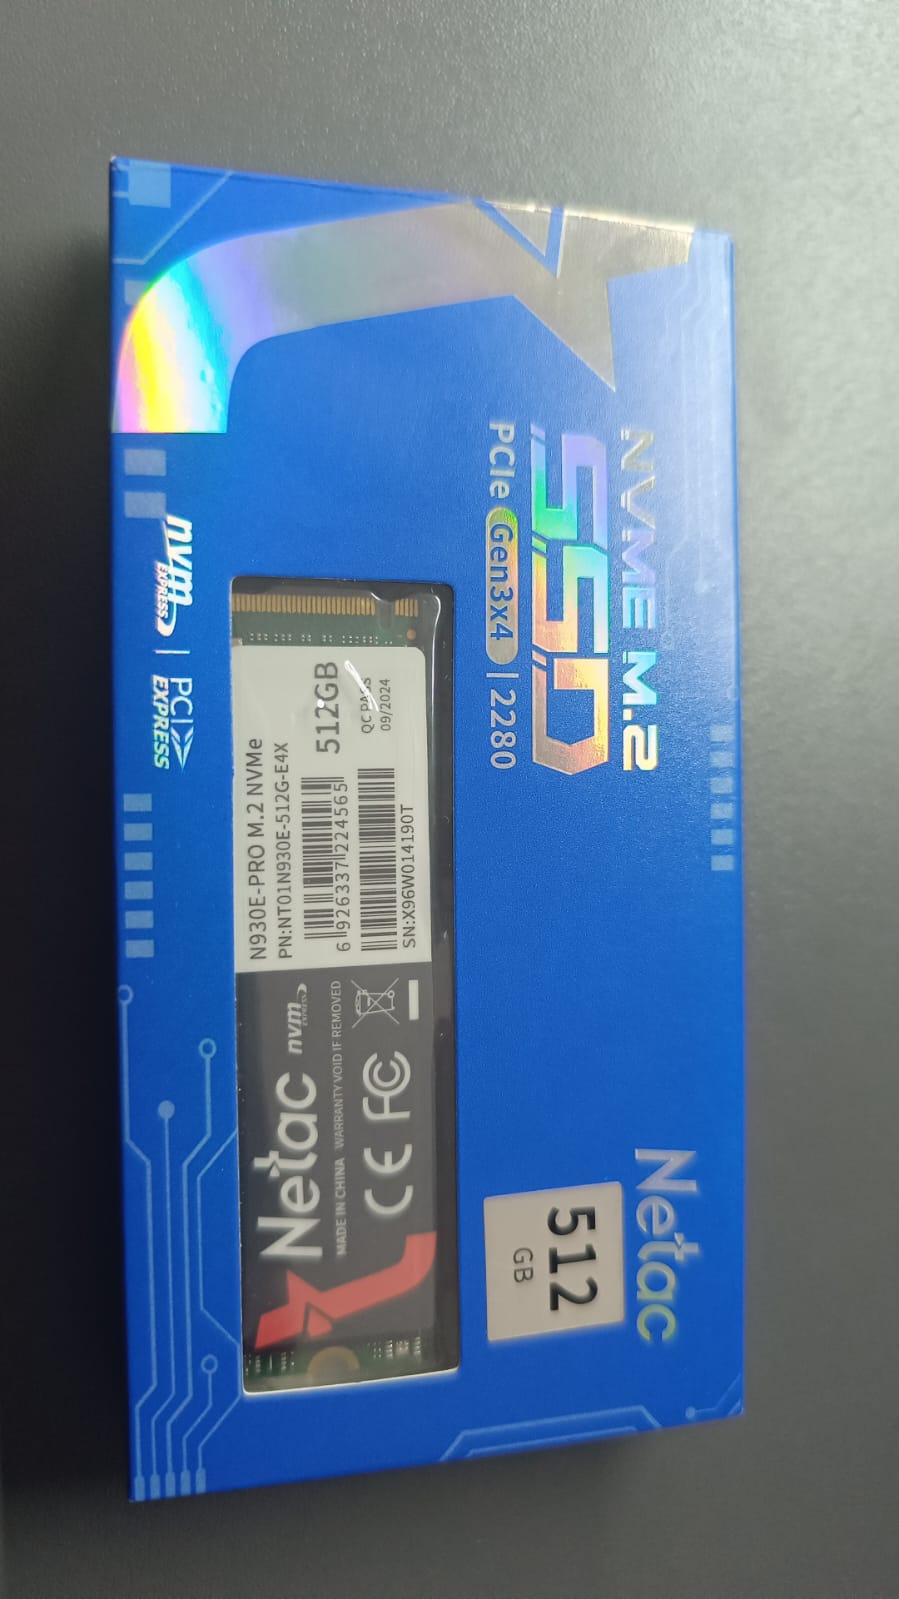 NVME M.2
SSD
PCIe Gen3x4 | 2280
Netac
512
GB
nvm
EXPRESS
PCI
EXPRESS
N930E-PRO M.2 NVMe
PN:NT01N930E-512G-E4X
512GB
6 926337 224565
QC PASS
09/2024
SN:X96W014190T
Netac nvm
EXPRESS
MADE IN CHINA WARRANTY VOID IF REMOVED
CE FC